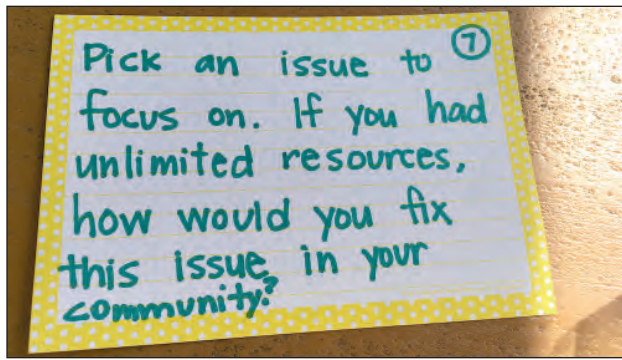 Pick an issue to 7
focus on. If you had
unlimited resources,
how would you fix
this issue in your
community?